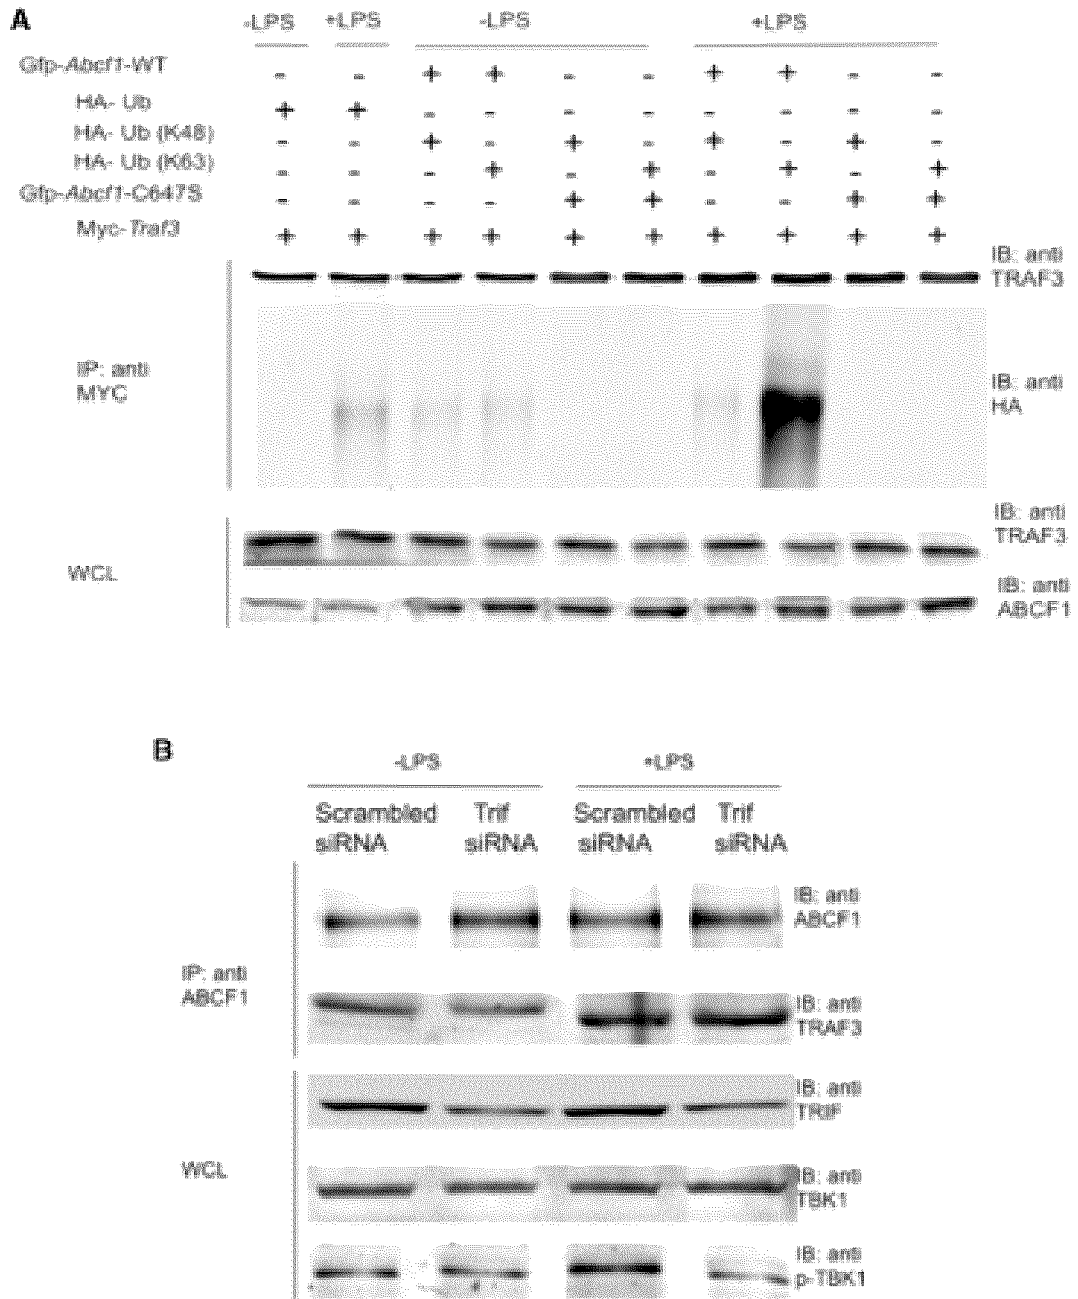 A
-LPS +LPS -LPS +LPS
Gfp-Abcf1-WT - - + + - - + + - -
HA- Ub + + - - - - - - - -
HA- Ub (K48) - - + - + - + - + -
HA- Ub (K63) - - - + - + - + - +
Gfp-Abcf1-C647S - - - - + + - - + +
Myc-Traf3 + + + + + + + + + +
IB: anti
TRAF3
IP: anti
MYC
IB: anti
HA
IB: anti
TRAF3
WCL
IB: anti
ABCF1
B
-LPS +LPS
Scrambled Trif Scrambled Trif
siRNA siRNA siRNA siRNA
IB: anti
ABCF1
IP: anti
ABCF1
IB: anti
TRAF3
IB: anti
TRIF
WCL
IB: anti
TBK1
IB: anti
p-TBK1